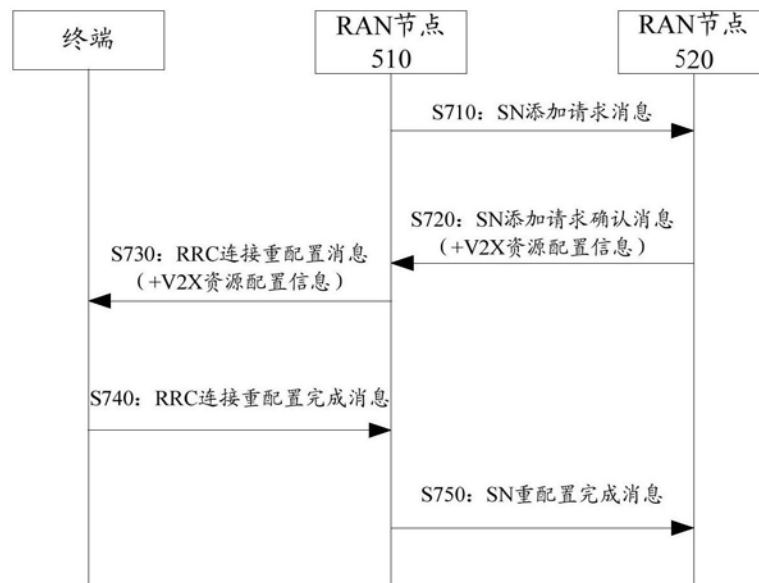 终端
RAN节点
510
RAN节点
520
S710：SN添加请求消息
S720：SN添加请求确认消息
（+V2X资源配置信息）
S730：RRC连接重配置消息
（+V2X资源配置信息）
S740：RRC连接重配置完成消息
S750：SN重配置完成消息